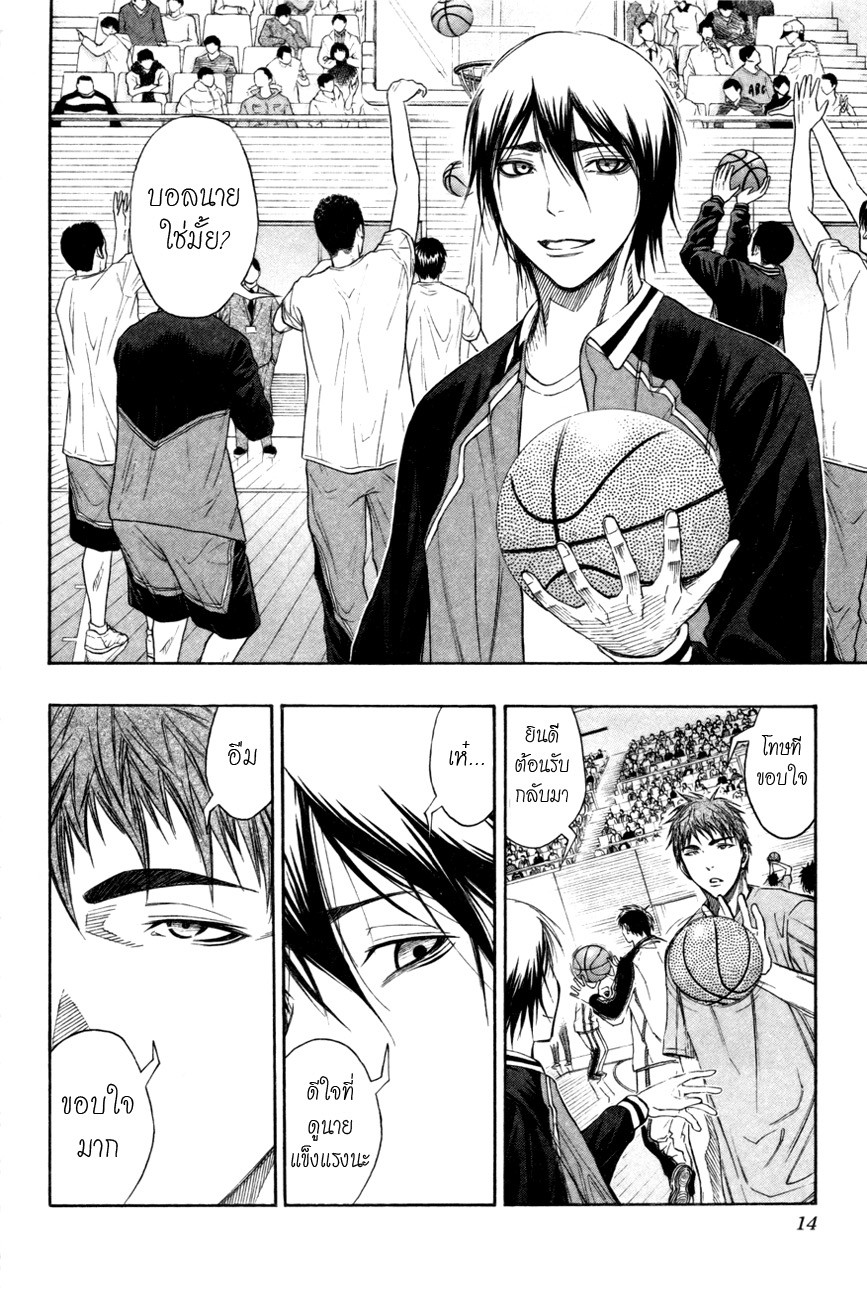 ABC
บอลนาย
ใช่มั้ย?
โทษที
ขอบใจ
ยินดี
ต้อนรับ
กลับมา
เห๋...
ดีใจที่
ดูนาย
แข็งแรงนะ
อืม
ขอบใจ
มาก
14